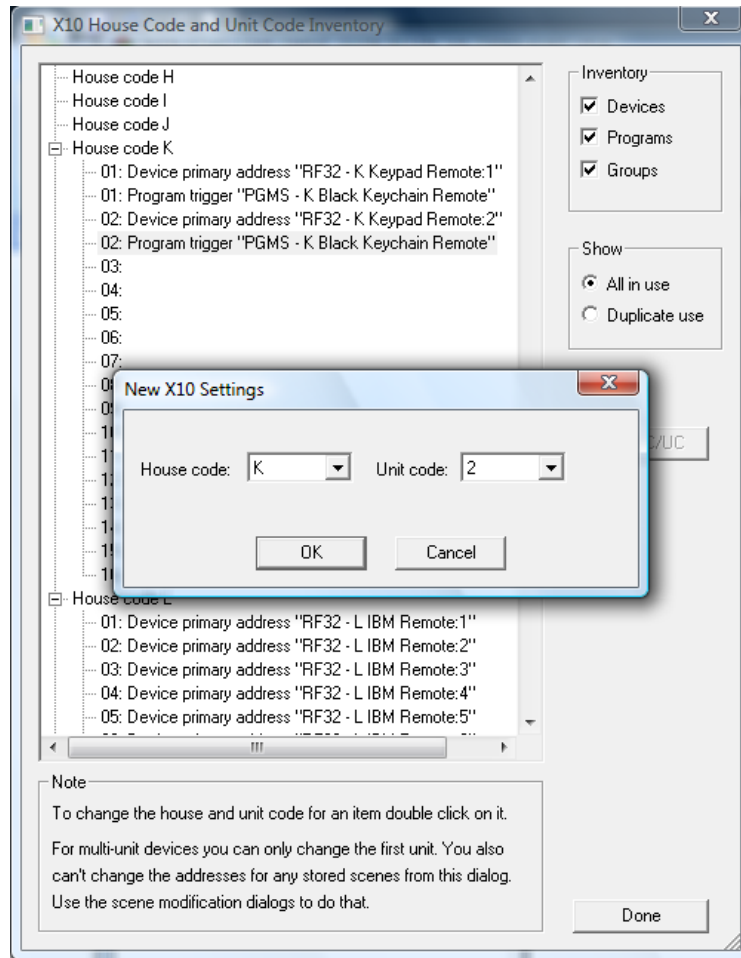 X10 House Code and Unit Code Inventory
House code H
House code I
House code J
House code K
01: Device primary address "RF32 - K Keypad Remote:1"
01: Program trigger "PGMS - K Black Keychain Remote"
02: Device primary address "RF32 - K Keypad Remote:2"
02: Program trigger "PGMS - K Black Keychain Remote"
03:
04:
05:
06:
07:
New X10 Settings
House code: K Unit code: 2
OK Cancel
House code L
01: Device primary address "RF32 - L IBM Remote:1"
02: Device primary address "RF32 - L IBM Remote:2"
03: Device primary address "RF32 - L IBM Remote:3"
04: Device primary address "RF32 - L IBM Remote:4"
05: Device primary address "RF32 - L IBM Remote:5"
Inventory
Devices
Programs
Groups
Show
All in use
Duplicate use
C/UC
Note
To change the house and unit code for an item double click on it.
For multi-unit devices you can only change the first unit. You also
can't change the addresses for any stored scenes from this dialog.
Use the scene modification dialogs to do that.
Done